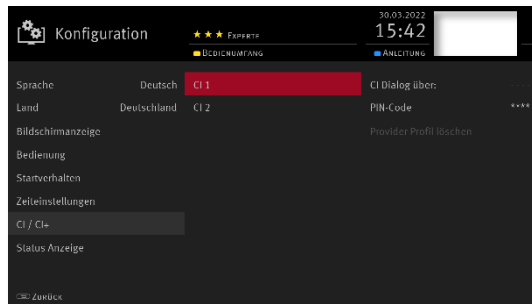 Konfiguration
★★★ EXPERTE
BEDIENUMFANG
30.03.2022
15:42
ANLEITUNG
Sprache Deutsch
Land Deutschland
Bildschirmanzeige
Bedienung
Startverhalten
Zeiteinstellungen
CI / CI+
Status Anzeige
CI 1
CI 2
CI Dialog über: ----
PIN-Code ****
Provider Profil löschen
ZURÜCK